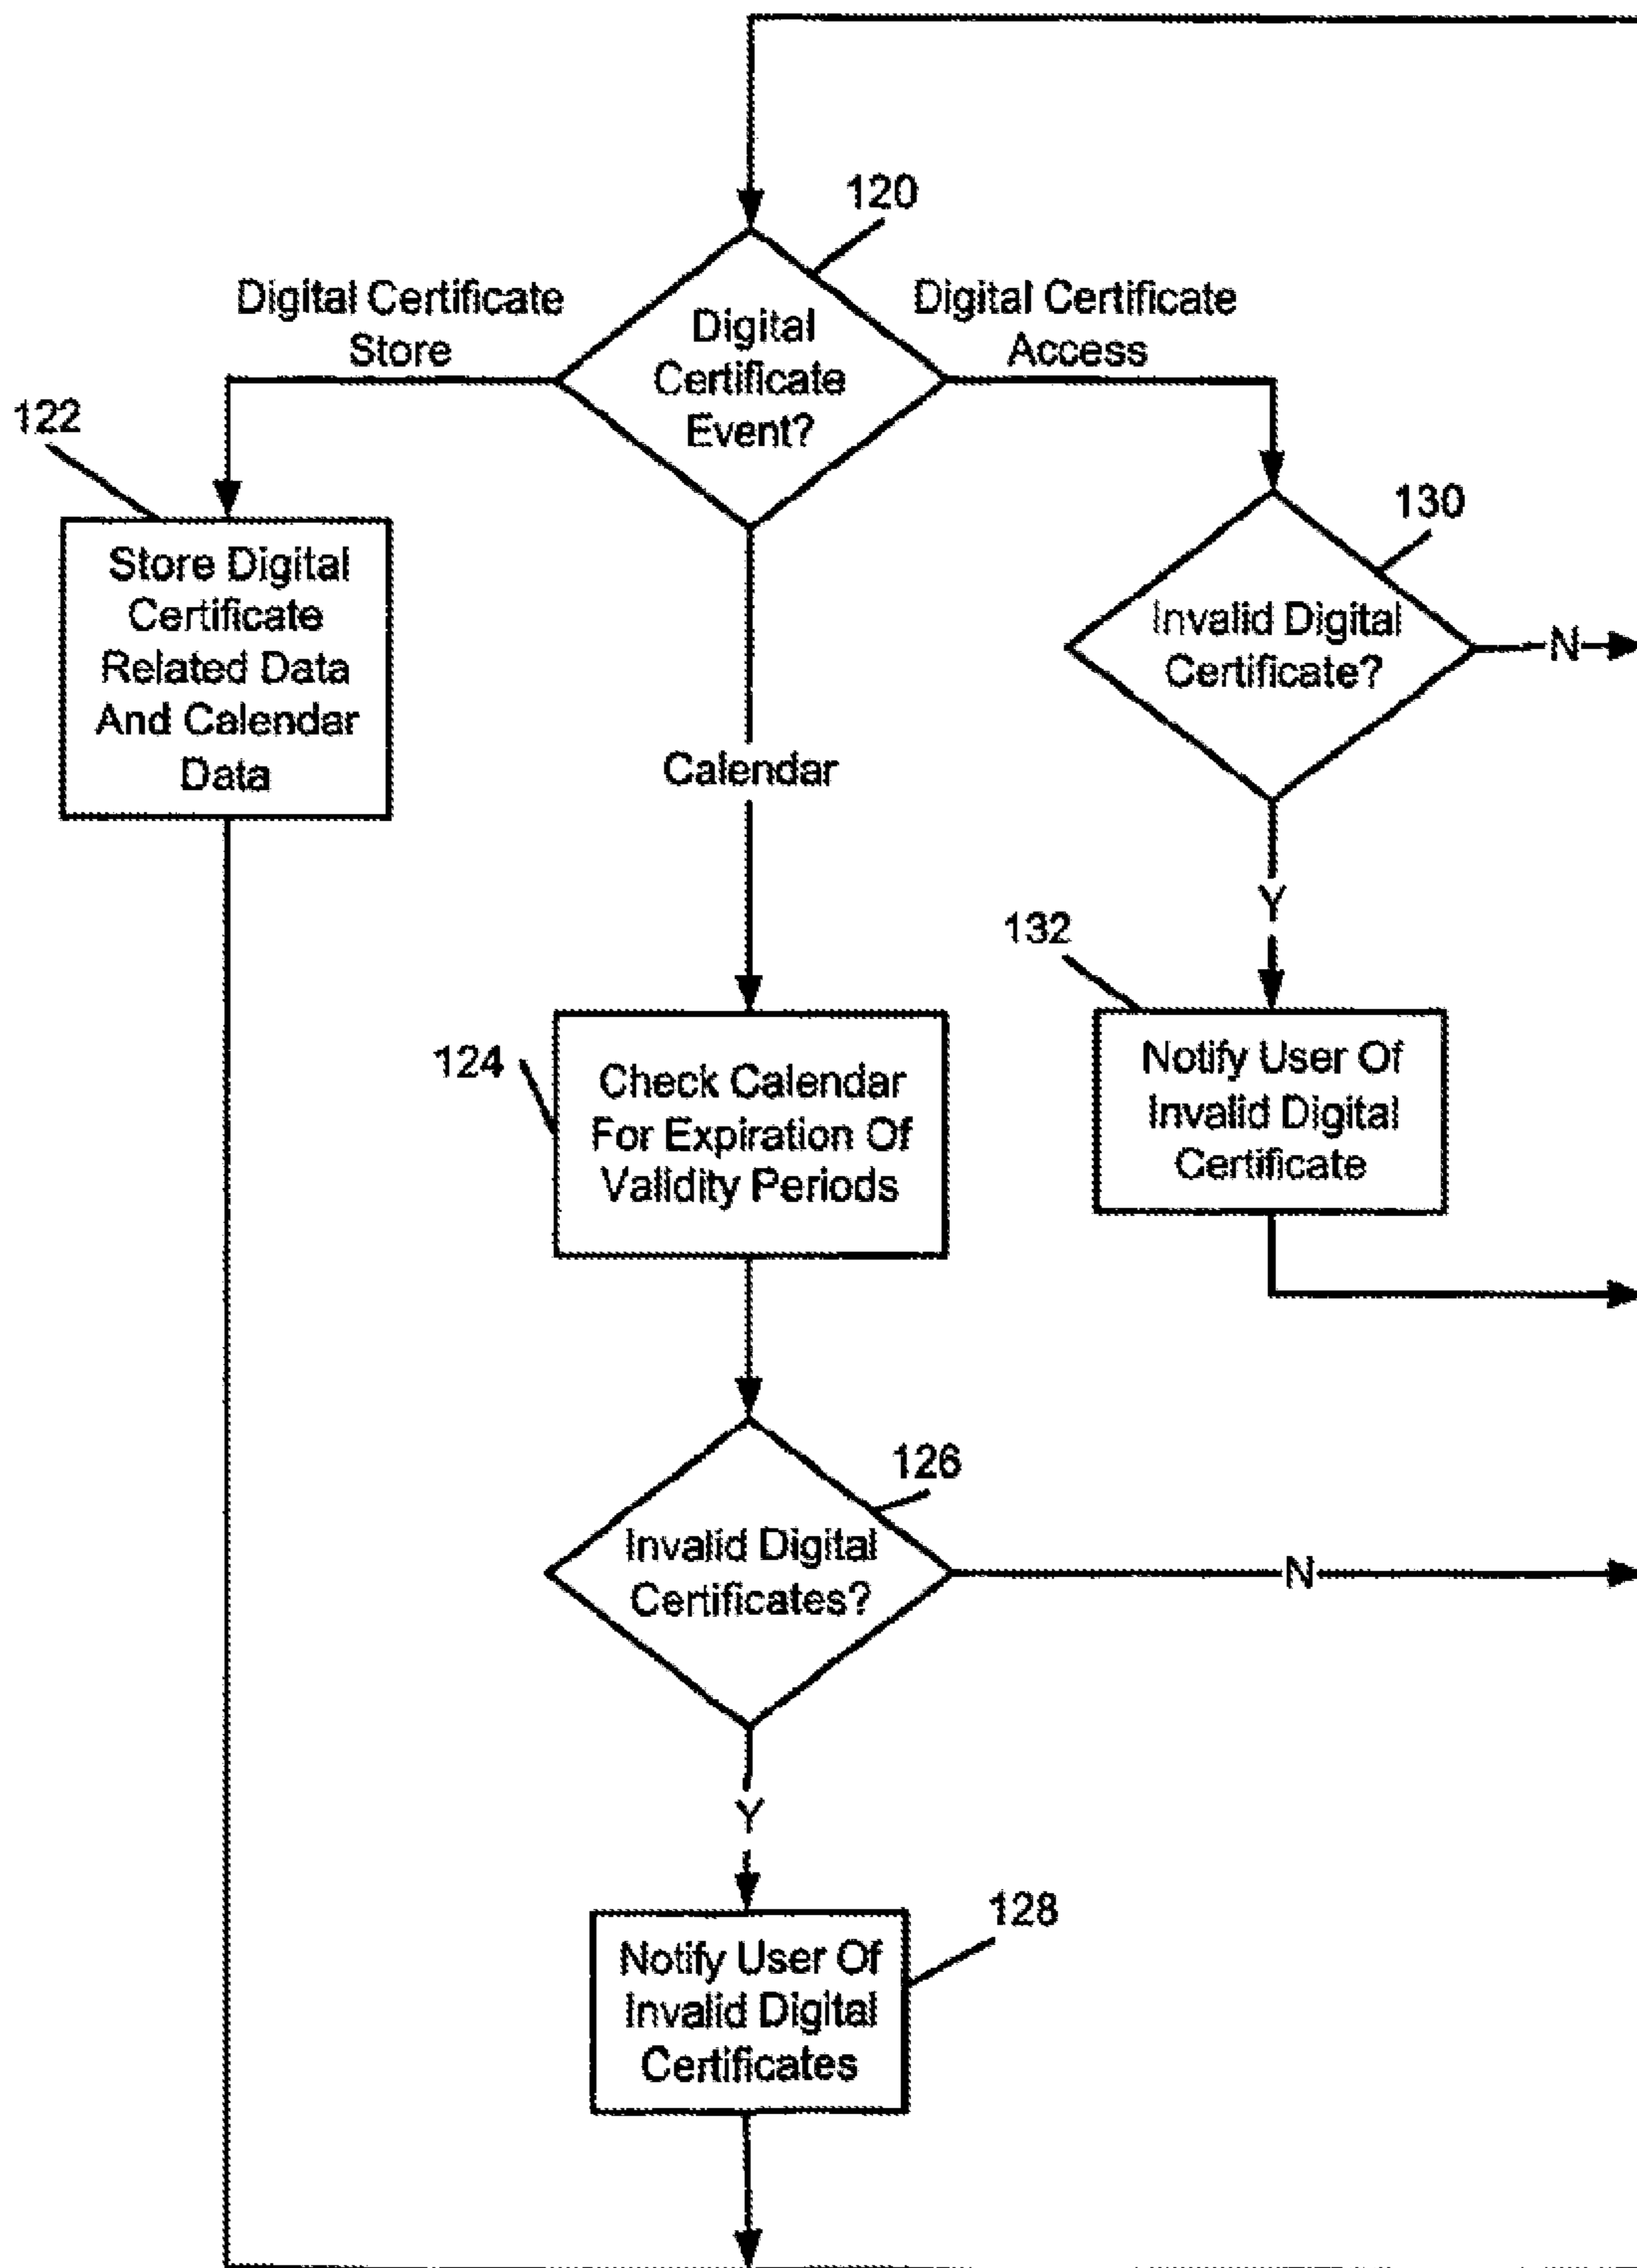 120
Digital Certificate
Store
Digital
Certificate
Event?
Digital Certificate
Access
122
Store Digital
Certificate
Related Data
And Calendar
Data
130
Invalid Digital
Certificate?
N
Calendar
Y
132
Notify User Of
Invalid Digital
Certificate
124
Check Calendar
For Expiration Of
Validity Periods
126
Invalid Digital
Certificates?
N
Y
128
Notify User Of
Invalid Digital
Certificates